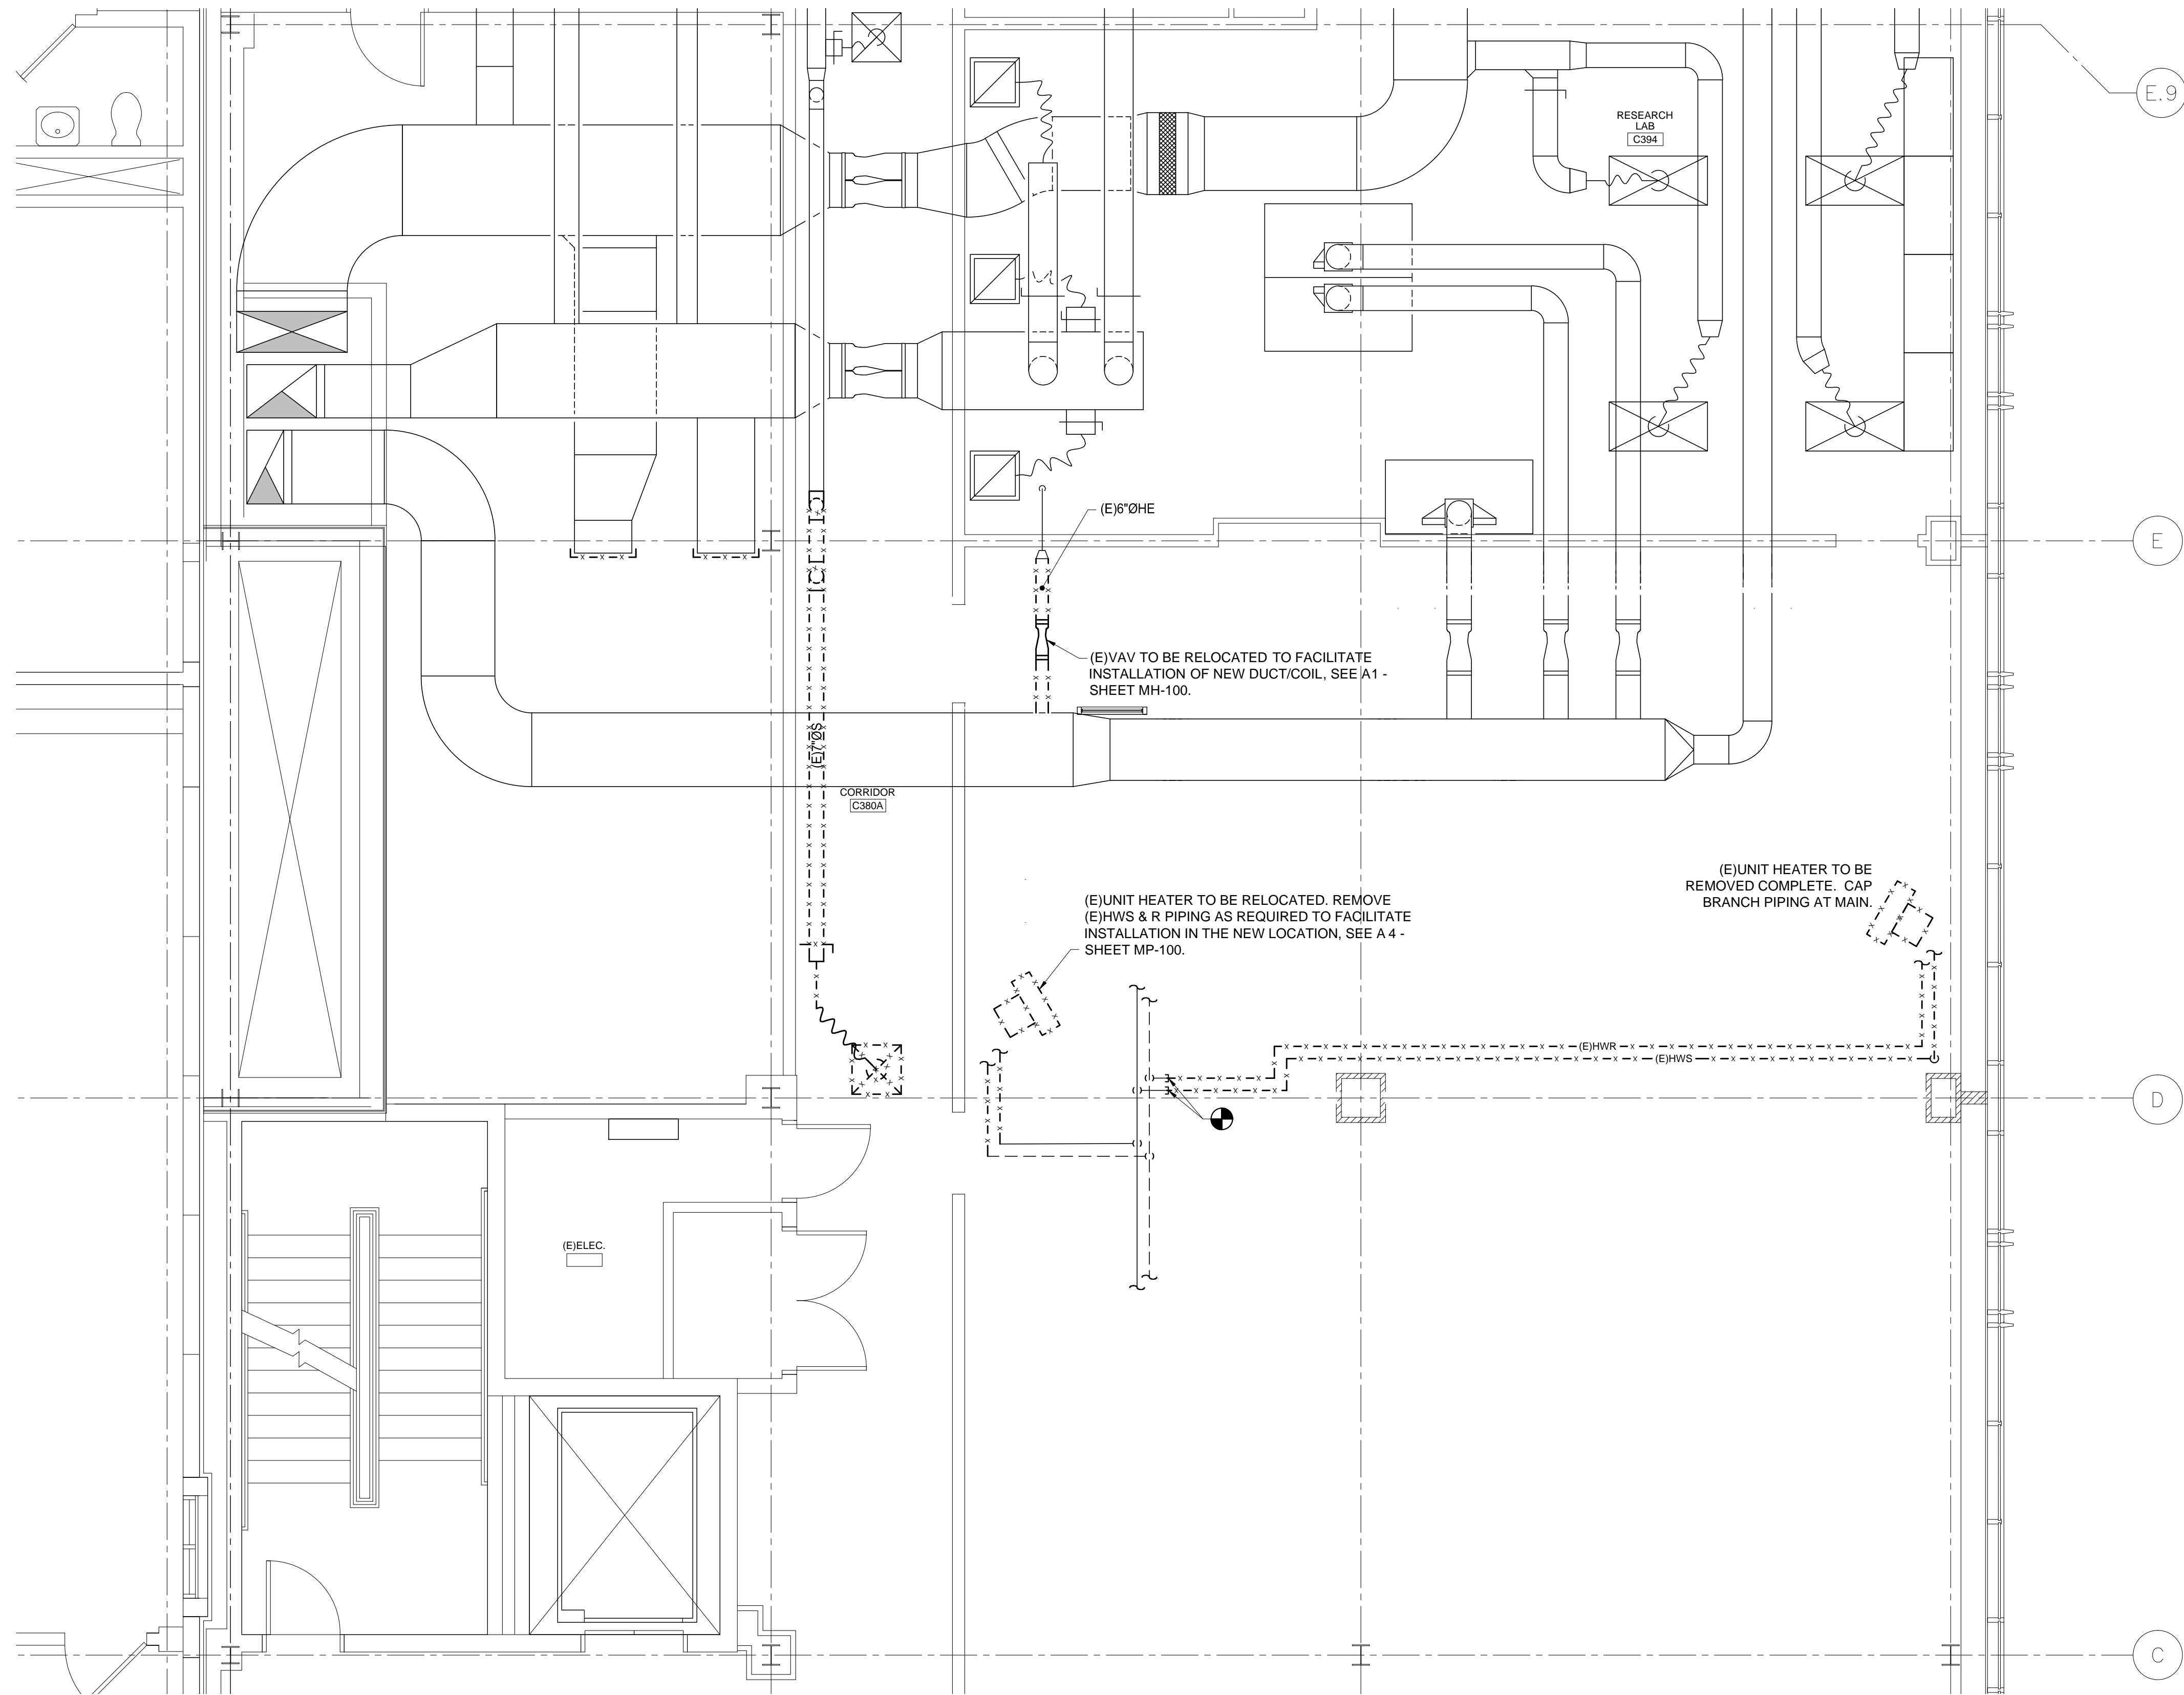 E.9
RESEARCH
LAB
C394
(E)6"ØHE
E
(E)VAV TO BE RELOCATED TO FACILITATE
INSTALLATION OF NEW DUCT/COIL, SEE A1 -
SHEET MH-100.
(E)7"ØS
CORRIDOR
C380A
(E)UNIT HEATER TO BE
REMOVED COMPLETE. CAP
BRANCH PIPING AT MAIN.
(E)UNIT HEATER TO BE RELOCATED. REMOVE
(E)HWS & R PIPING AS REQUIRED TO FACILITATE
INSTALLATION IN THE NEW LOCATION, SEE A 4 -
SHEET MP-100.
(E)HWR
(E)HWS
D
(E)ELEC.
C